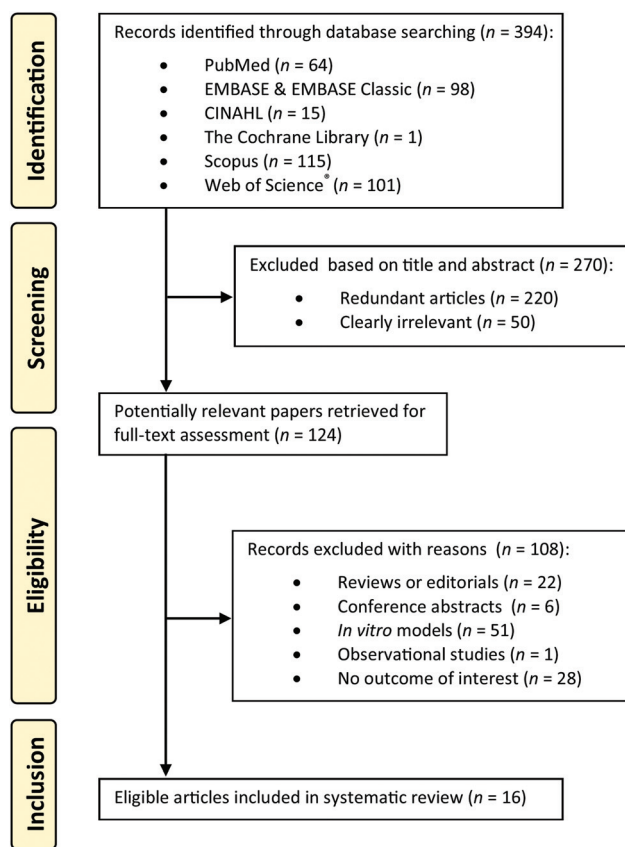 Identification
Records identified through database searching (n = 394):
• PubMed (n = 64)
• EMBASE & EMBASE Classic (n = 98)
• CINAHL (n = 15)
• The Cochrane Library (n = 1)
• Scopus (n = 115)
• Web of Science® (n = 101)
Screening
Excluded based on title and abstract (n = 270):
• Redundant articles (n = 220)
• Clearly irrelevant (n = 50)
Potentially relevant papers retrieved for
full-text assessment (n = 124)
Eligibility
Records excluded with reasons (n = 108):
• Reviews or editorials (n = 22)
• Conference abstracts (n = 6)
• In vitro models (n = 51)
• Observational studies (n = 1)
• No outcome of interest (n = 28)
Inclusion
Eligible articles included in systematic review (n = 16)